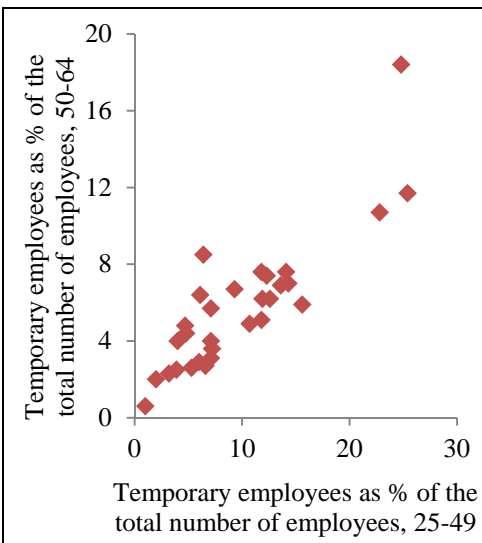 Temporary employees as % of the
total number of employees, 50-64
20
16
12
8
4
0
0
10
20
30
Temporary employees as % of the
total number of employees, 25-49